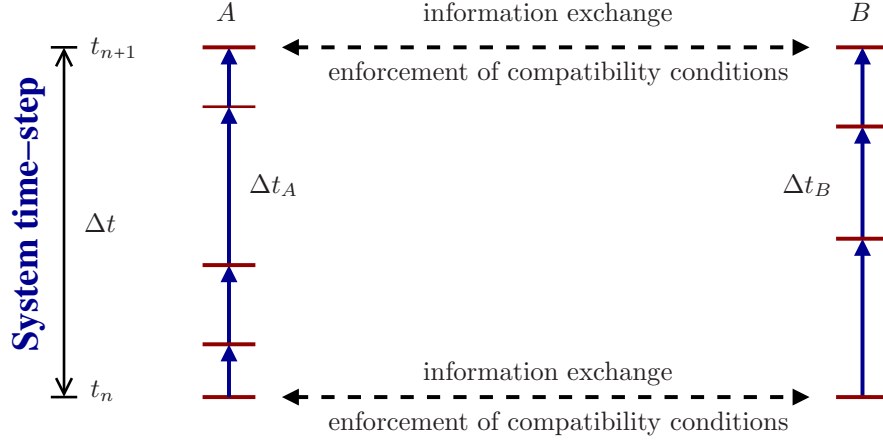 A
information exchange
B
t_{n+1}
enforcement of compatibility conditions
System time–step
Δt
Δt_A
Δt_B
information exchange
t_n
enforcement of compatibility conditions